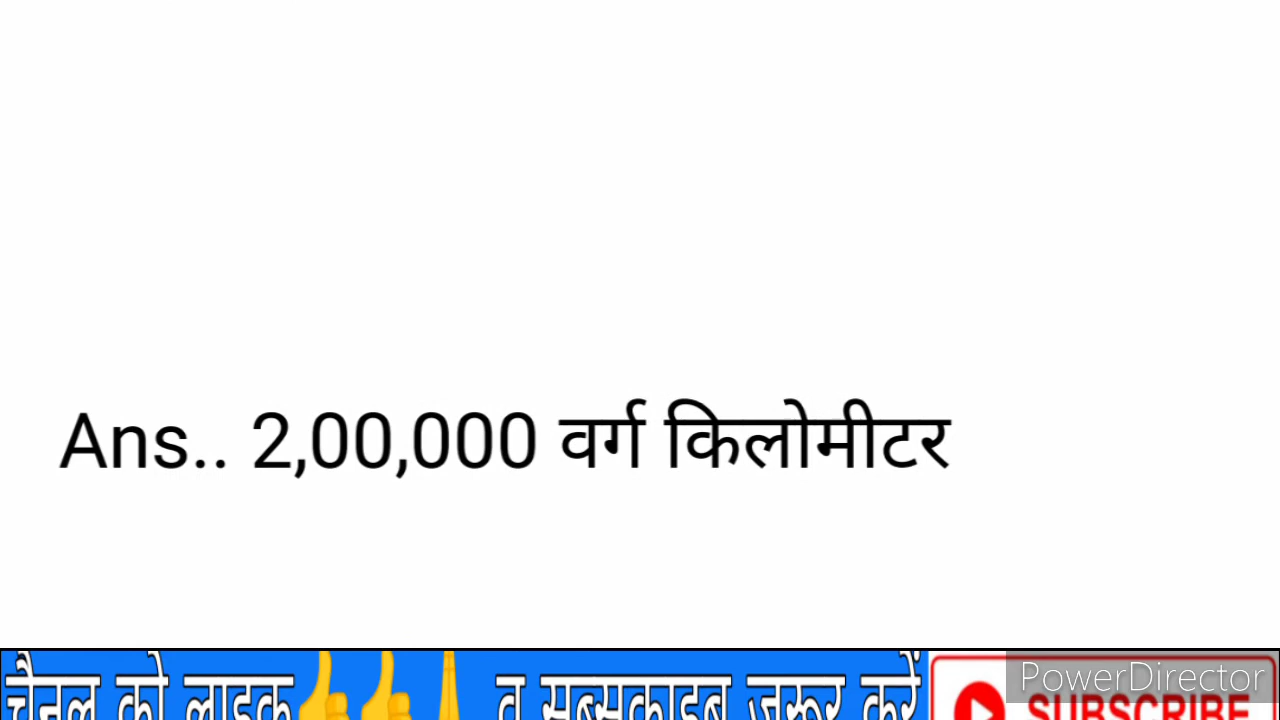 Ans.. 2,00,000 वर्ग किलोमीटर
चैनल को लाइक👍👍🙏 व सब्सक्राइब जरूर करें
PowerDirector
SUBSCRIBE